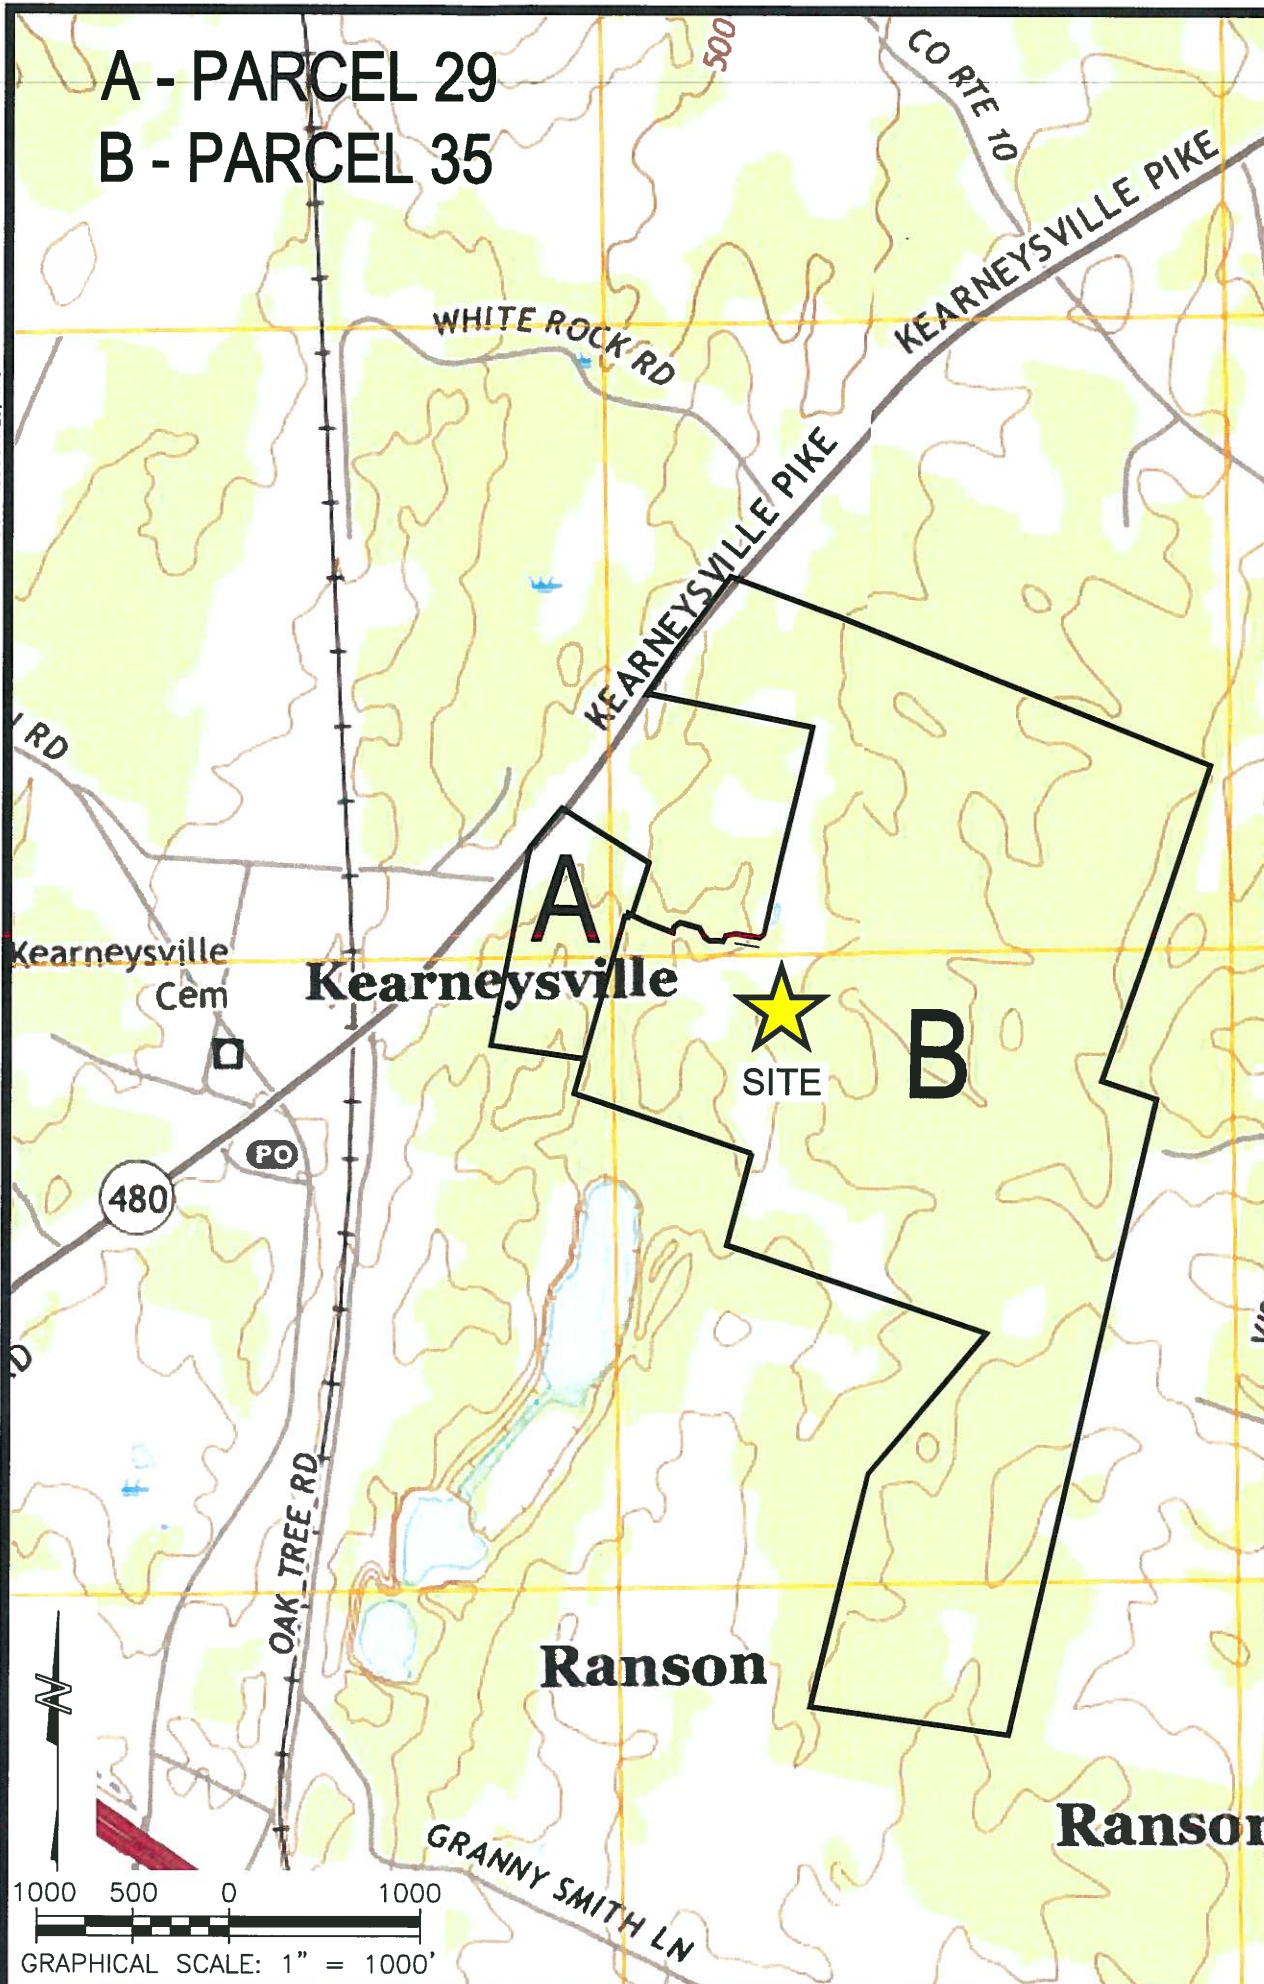 A - PARCEL 29
B - PARCEL 35
500
CO RTE 10
KEARNEYSVILLE PIKE
WHITE ROCK RD
KEARNEYSVILLE PIKE
KEARNEYSVILLE PIKE
RD
A
Kearneysville
Cem
Kearneysville
SITE
B
PO
480
OAK TREE RD
Ranson
N
Ranson
GRANNY SMITH LN
1000 500 0 1000
GRAPHICAL SCALE: 1" = 1000'